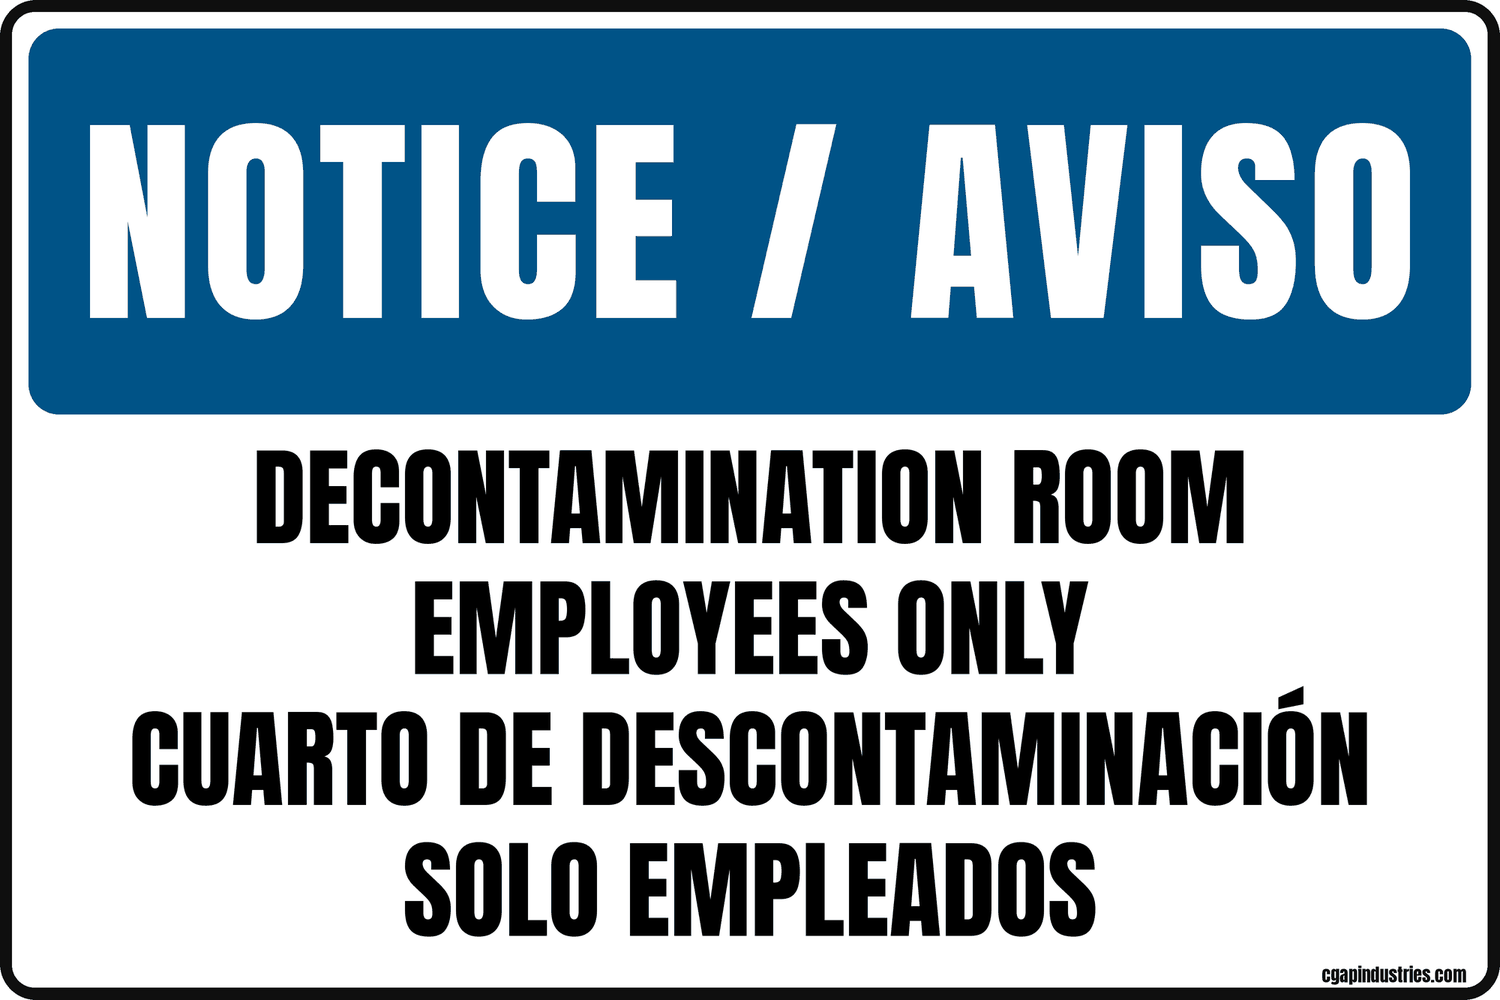 NOTICE / AVISO
DECONTAMINATION ROOM
EMPLOYEES ONLY
CUARTO DE DESCONTAMINACIÓN
SOLO EMPLEADOS
cgapindustries.com